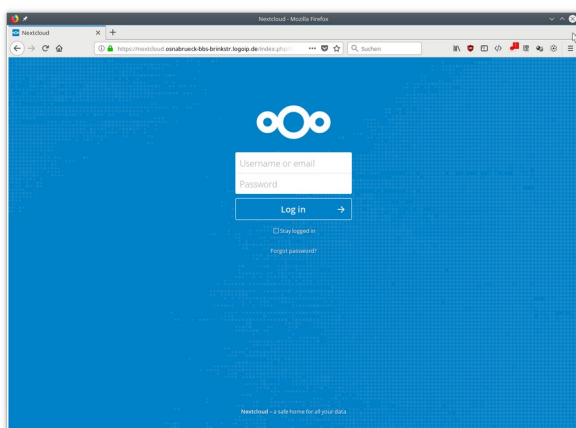 Nextcloud - Mozilla Firefox
Nextcloud
https://nextcloud.osnabrueck-bbs-brinkstr.logoip.de/index.php/
Suchen
Username or email
Password
Log in
Stay logged in
Forgot password?
Nextcloud – a safe home for all your data